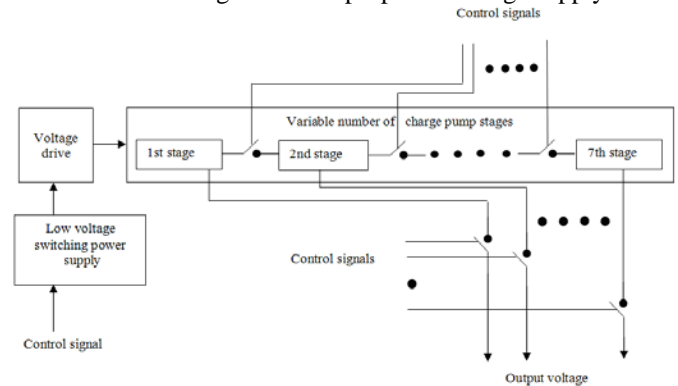 Control signals
Variable number of charge pump stages
Voltage
drive
1st stage
2nd stage
7th stage
Low voltage
switching power
supply
Control signals
Control signal
Output voltage